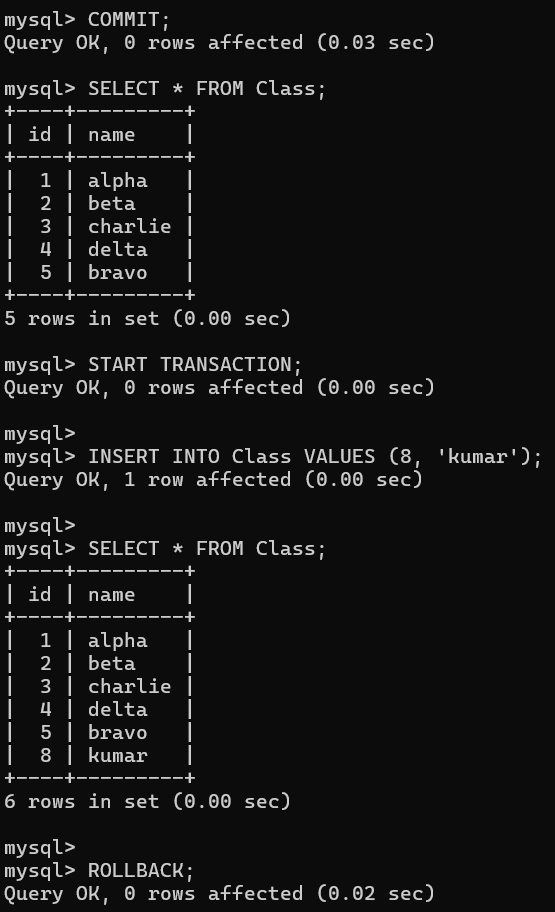 mysql> COMMIT;
Query OK, 0 rows affected (0.03 sec)

mysql> SELECT * FROM Class;
+----+---------+
| id | name    |
+----+---------+
|  1 | alpha   |
|  2 | beta    |
|  3 | charlie |
|  4 | delta   |
|  5 | bravo   |
+----+---------+
5 rows in set (0.00 sec)

mysql> START TRANSACTION;
Query OK, 0 rows affected (0.00 sec)

mysql>
mysql> INSERT INTO Class VALUES (8, 'kumar');
Query OK, 1 row affected (0.00 sec)

mysql>
mysql> SELECT * FROM Class;
+----+---------+
| id | name    |
+----+---------+
|  1 | alpha   |
|  2 | beta    |
|  3 | charlie |
|  4 | delta   |
|  5 | bravo   |
|  8 | kumar   |
+----+---------+
6 rows in set (0.00 sec)

mysql>
mysql> ROLLBACK;
Query OK, 0 rows affected (0.02 sec)